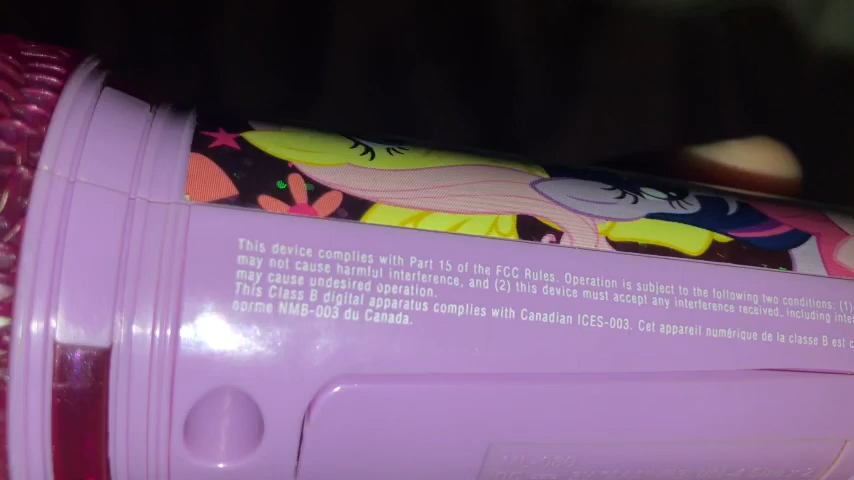 This device complies with Part 15 of the FCC Rules. Operation is subject to the following two conditions: (1)
may not cause harmful interference, and (2) this device must accept any interference received, including inter
may cause undesired operation.
This Class B digital apparatus complies with Canadian ICES-003. Cet appareil numérique de la classe B est c
norme NMB-003 du Canada.